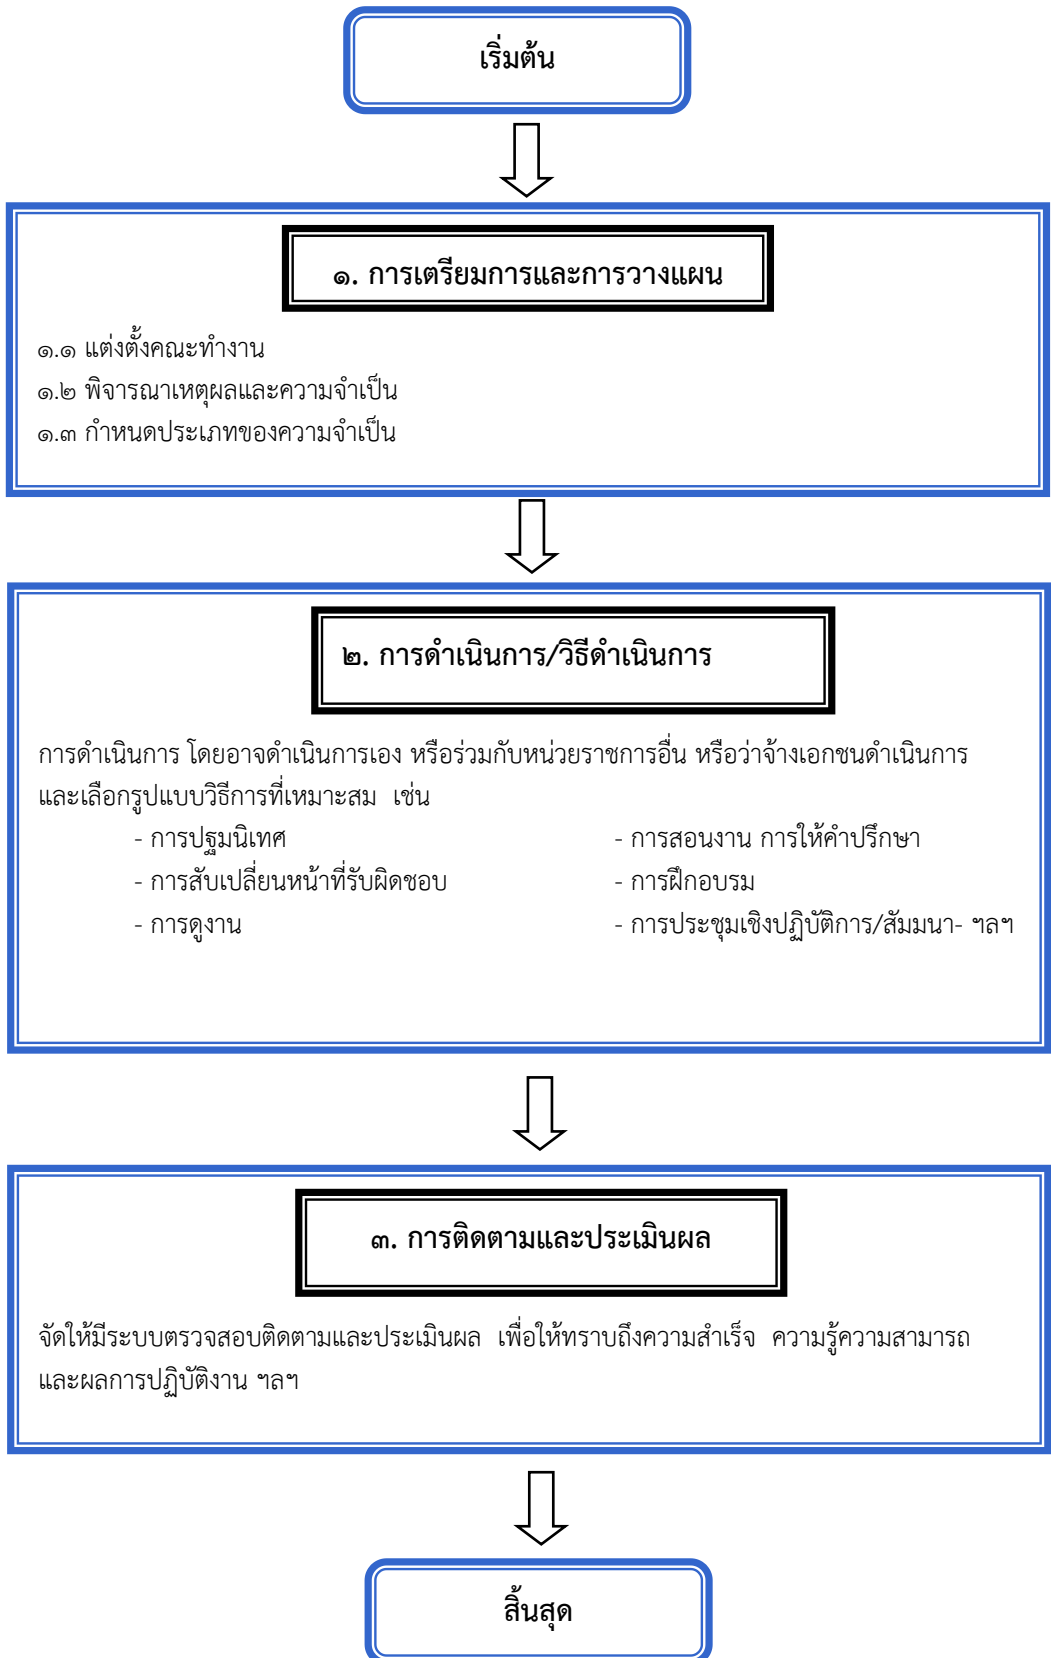 เริ่มต้น
๑. การเตรียมการและการวางแผน
๑.๑ แต่งตั้งคณะทำงาน
๑.๒ พิจารณาเหตุผลและความจำเป็น
๑.๓ กำหนดประเภทของความจำเป็น
๒. การดำเนินการ/วิธีดำเนินการ
การดำเนินการ โดยอาจดำเนินการเอง หรือร่วมกับหน่วยราชการอื่น หรือว่าจ้างเอกชนดำเนินการ
และเลือกรูปแบบวิธีการที่เหมาะสม เช่น
- การปฐมนิเทศ - การสอนงาน การให้คำปรึกษา
- การสับเปลี่ยนหน้าที่รับผิดชอบ - การฝึกอบรม
- การดูงาน - การประชุมเชิงปฏิบัติการ/สัมมนา- ฯลฯ
๓. การติดตามและประเมินผล
จัดให้มีระบบตรวจสอบติดตามและประเมินผล เพื่อให้ทราบถึงความสำเร็จ ความรู้ความสามารถ
และผลการปฏิบัติงาน ฯลฯ
สิ้นสุด